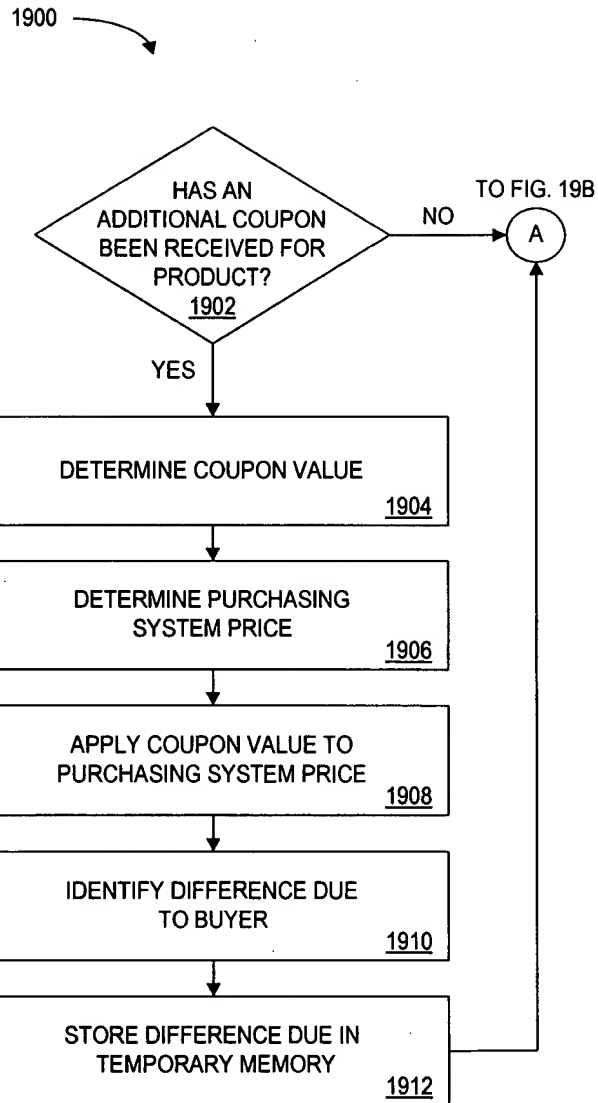 1900
HAS AN
ADDITIONAL COUPON
BEEN RECEIVED FOR
PRODUCT?
1902
NO
TO FIG. 19B
A
YES
DETERMINE COUPON VALUE
1904
DETERMINE PURCHASING
SYSTEM PRICE
1906
APPLY COUPON VALUE TO
PURCHASING SYSTEM PRICE
1908
IDENTIFY DIFFERENCE DUE
TO BUYER
1910
STORE DIFFERENCE DUE IN
TEMPORARY MEMORY
1912